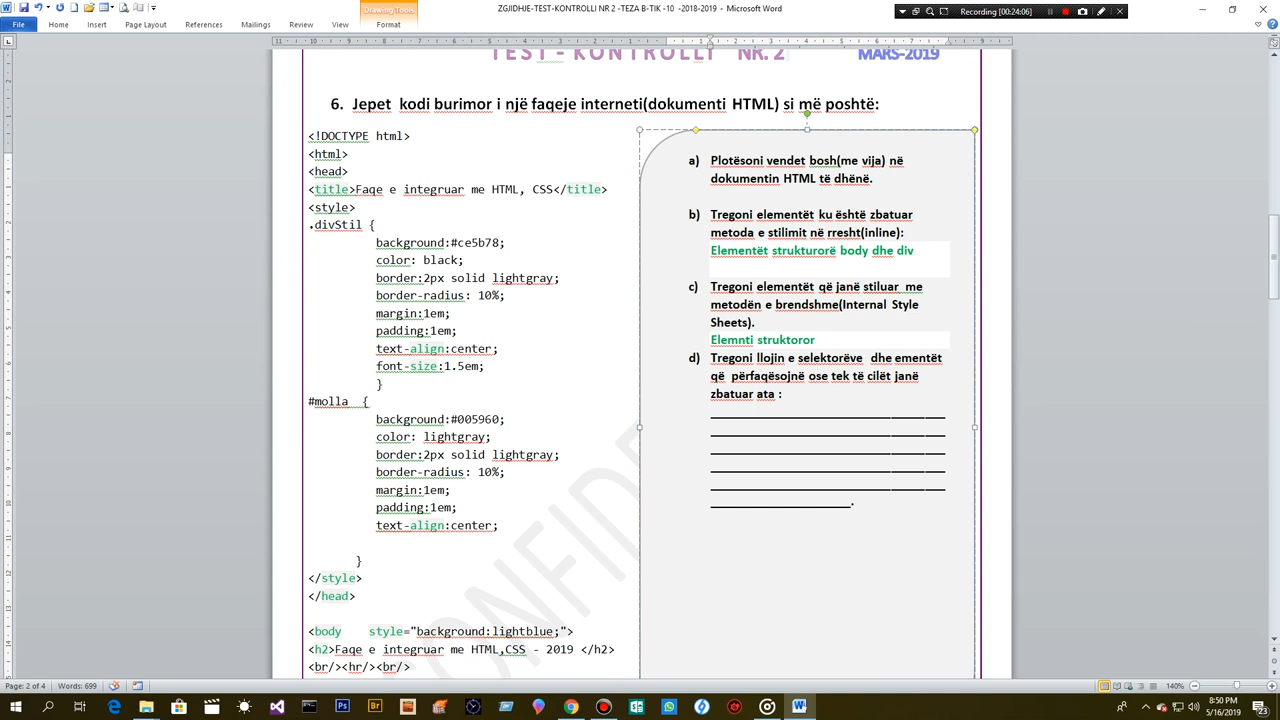 Drawing Tools
ZGJIDHJE-TEST-KONTROLLI NR 2 -TEZA B-TIK -10 -2018-2019 - Microsoft Word
Recording [00:24:06]
File Home Insert Page Layout References Mailings Review View Format
TEST - KONTROLLI NR. 2 MARS-2019
6. Jepet kodi burimor i një faqeje interneti(dokumenti HTML) si më poshtë:
<!DOCTYPE html>
<html>
<head>
<title>Faqe e integruar me HTML, CSS</title>
<style>
.divStil {
background:#ce5b78;
color: black;
border:2px solid lightgray;
border-radius: 10%;
margin:1em;
padding:1em;
text-align:center;
font-size:1.5em;
}
#molla {
background:#005960;
color: lightgray;
border:2px solid lightgray;
border-radius: 10%;
margin:1em;
padding:1em;
text-align:center;
}
</style>
</head>
<body style="background:lightblue;">
<h2>Faqe e integruar me HTML,CSS - 2019 </h2>
<br/><hr/><br/>
a) Plotësoni vendet bosh(me vija) në
dokumentin HTML të dhënë.
b) Tregoni elementët ku është zbatuar
metoda e stilimit në rresht(inline):
Elementët strukturorë body dhe div
c) Tregoni elementët që janë stiluar me
metodën e brendshme(Internal Style
Sheets).
Elemnti struktoror
d) Tregoni llojin e selektorëve dhe ementët
që përfaqësojnë ose tek të cilët janë
zbatuar ata :
CONFIDE
Page: 2 of 4 Words: 699 140%
8:50 PM
5/16/2019